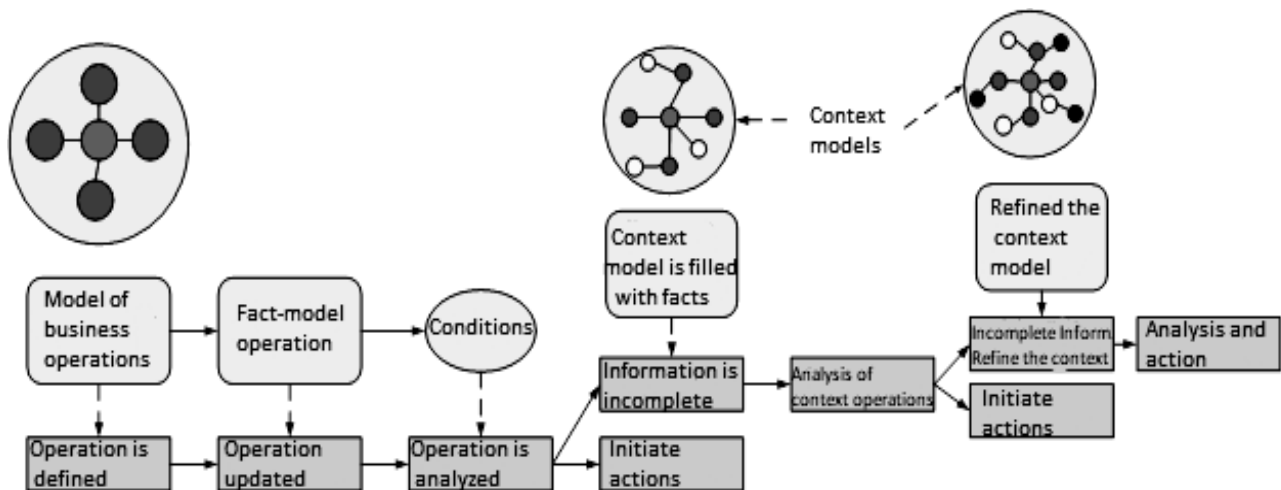 Context
models
Context
model is filled
with facts
Refined the
context
model
Model of
business
operations
Fact-model
operation
Conditions
Information is
incomplete
Analysis of
context operations
Incomplete Inform.
Refine the context
Analysis and
action
Initiate
actions
Operation is
defined
Operation
updated
Operation is
analyzed
Initiate
actions